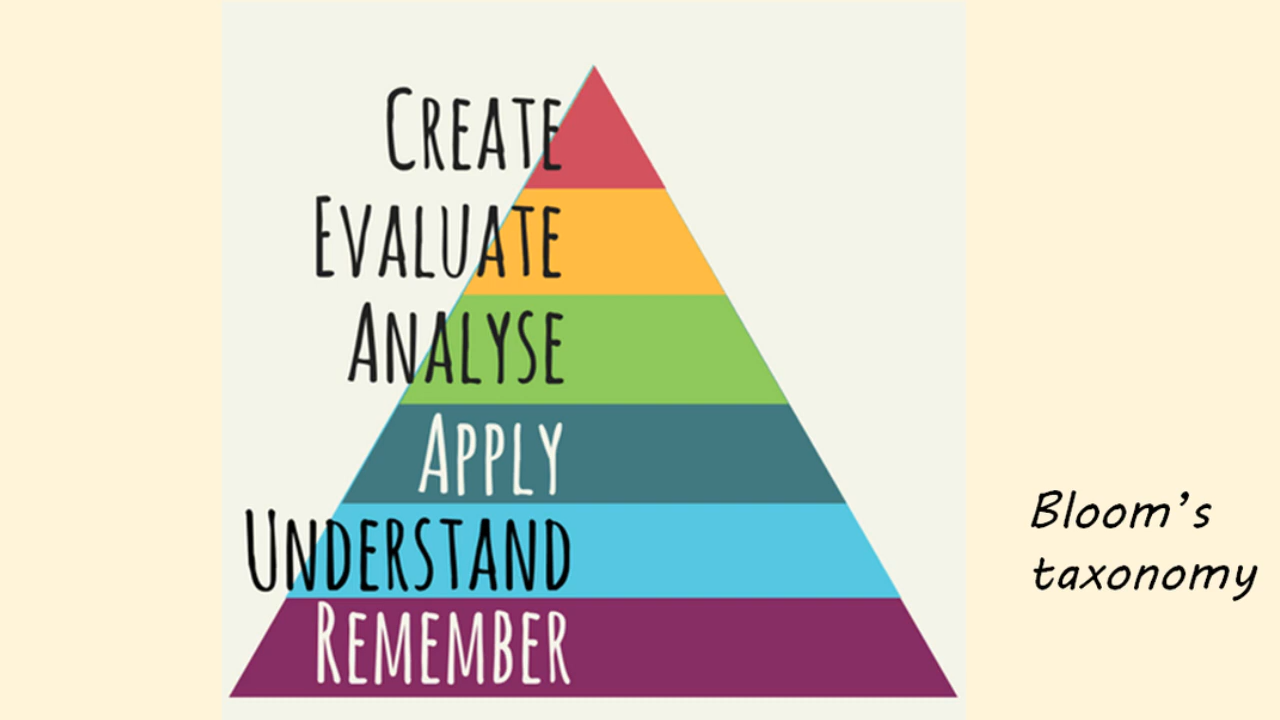 CREATE
EVALUATE
ANALYSE
APPLY
UNDERSTAND
REMEMBER
Bloom's
taxonomy